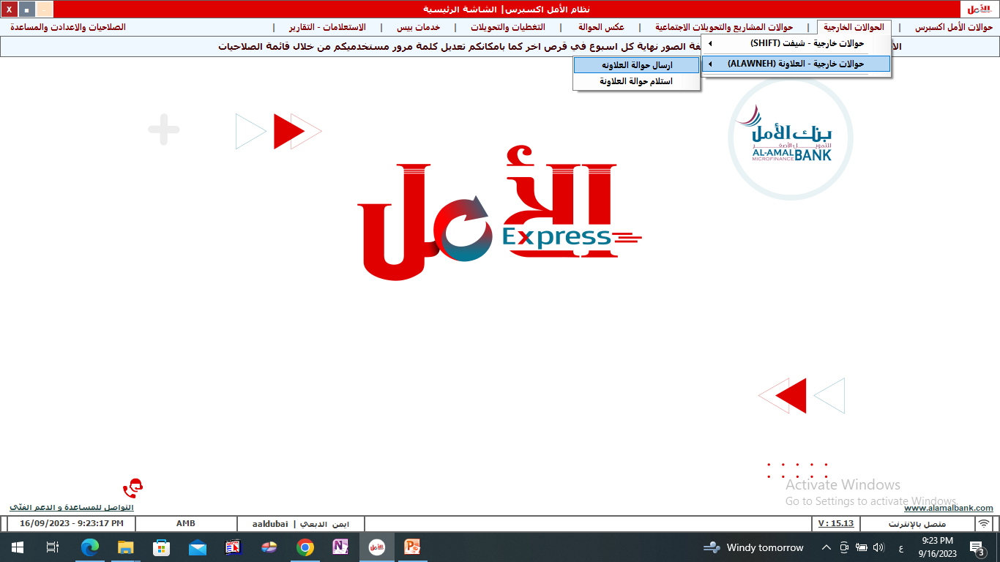 نظام الأمل اكسبرس| الشاشة الرئيسية
X
الأمل
حوالات الأمل اكسبرس | الحوالات الخارجية | حوالات المشاريع والتحويلات الاجتماعية | عكس الحوالة | التغطيات والتحويلات | خدمات بيس | الاستعلامات - التقارير | الصلاحيات والاعدادت والمساعدة
الصور نهاية كل اسبوع في قرص اخر كما بامكانكم تعديل كلمة مرور مستخدميكم من خلال قائمة الصلاحيات
حوالات خارجية - شيفت (SHIFT)
حوالات خارجية - العلاونة (ALAWNEH)
ارسال حوالة العلاونه
استلام حوالة العلاونة
بنك الأمل
للتمويل الأصغر
AL-AMAL BANK
MICROFINANCE
الأمل
Express
Activate Windows
Go to Settings to activate Windows.
التواصل للمساعدة و الدعم الفنّي
www.alamalbank.com
16/09/2023 - 9:23:17 PM
AMB
ايمن الدبعي | aaldubai
V : 15.13
متصل بالإنترنت
Windy tomorrow
ع
9:23 PM
9/16/2023
3